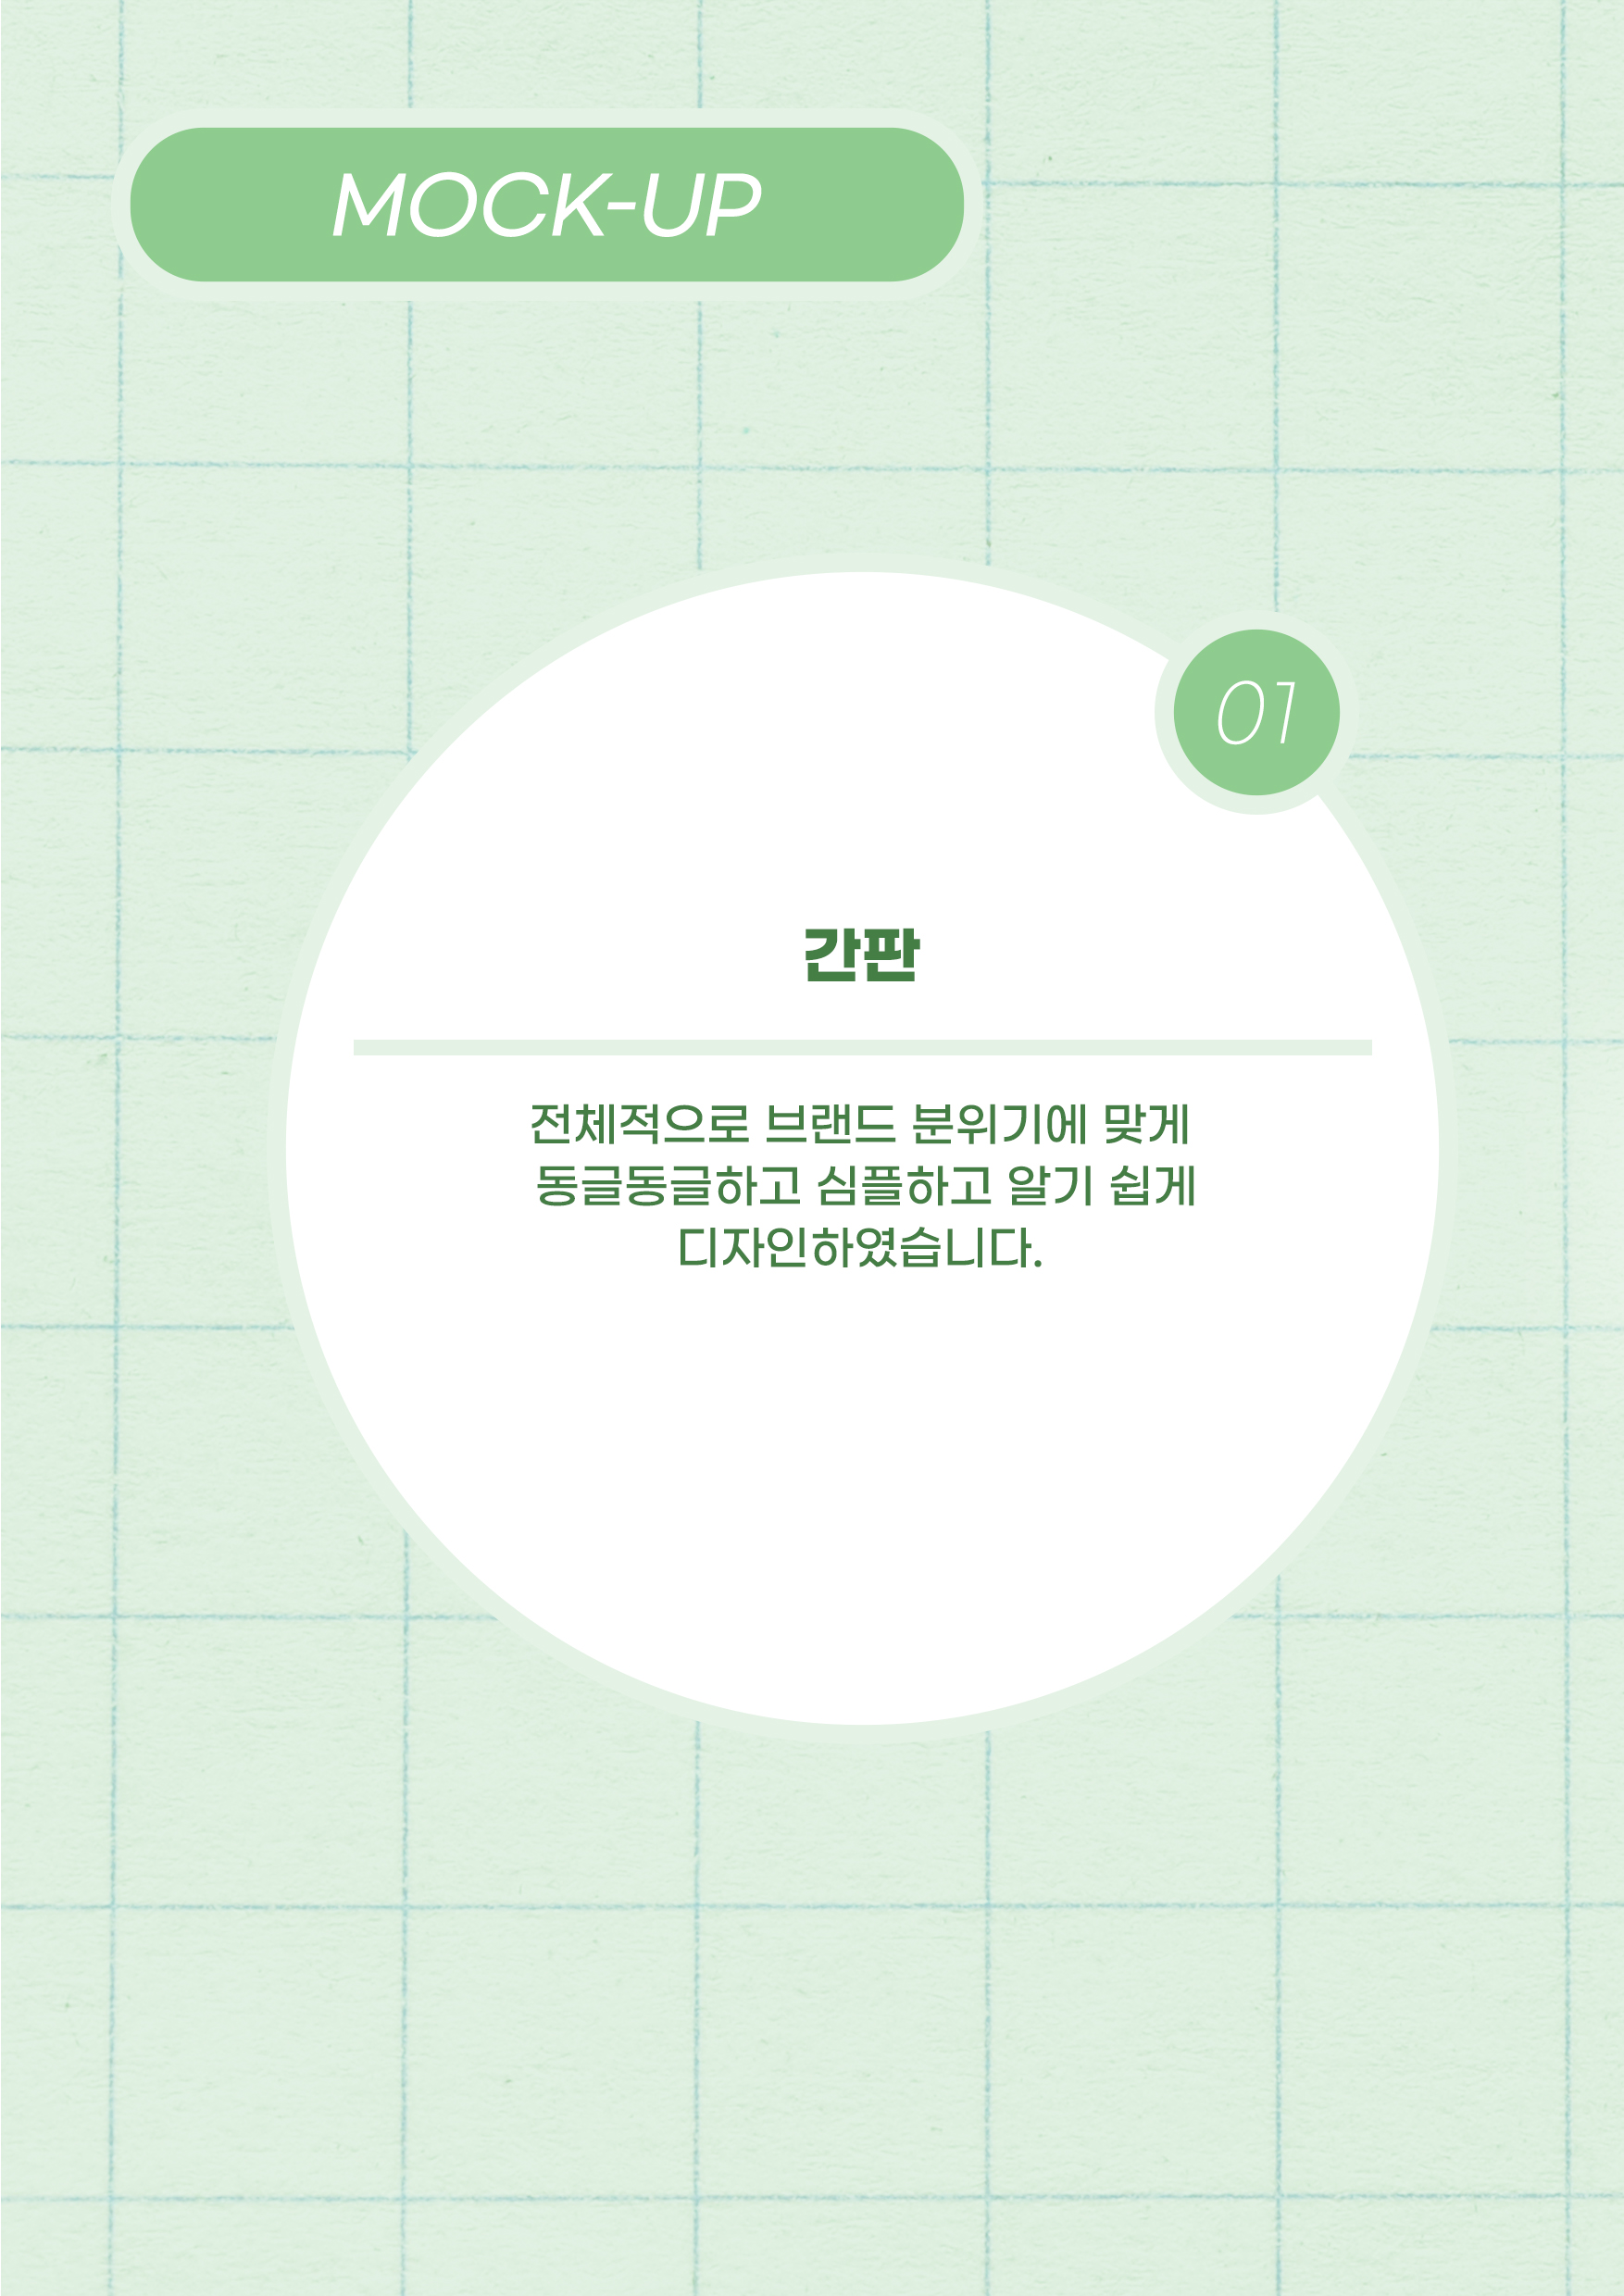 MOCK-UP
01
간판
전체적으로 브랜드 분위기에 맞게
동글동글하고 심플하고 알기 쉽게
디자인하였습니다.